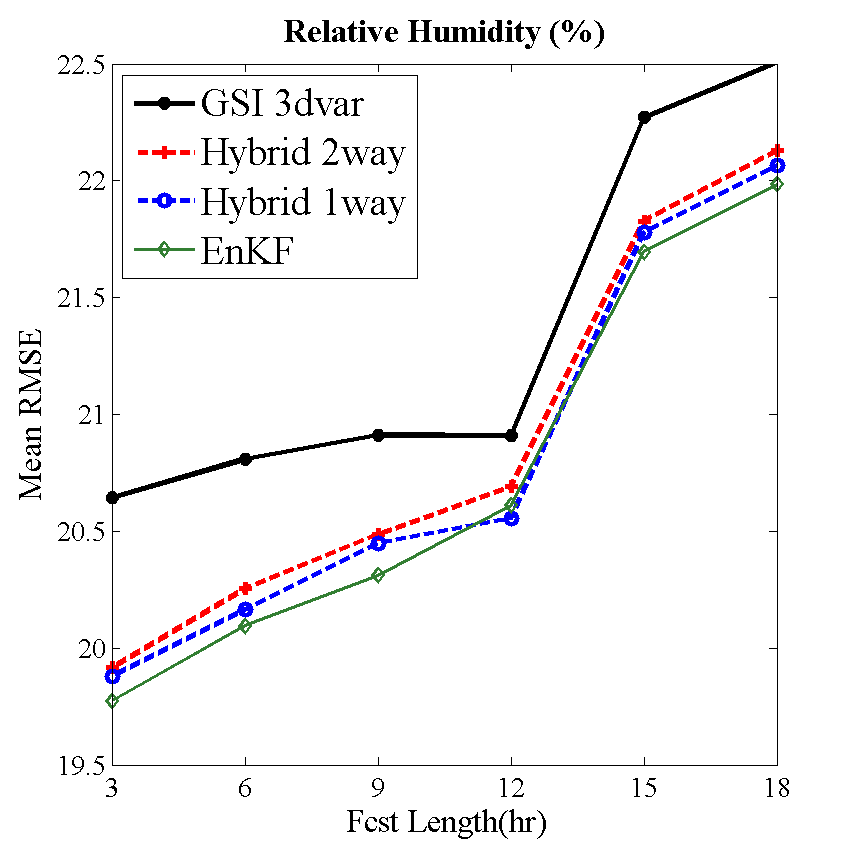 Relative Humidity (%)
22.5
22
21.5
21
20.5
20
19.5
Mean RMSE
GSI 3dvar
Hybrid 2way
Hybrid 1way
EnKF
3 6 9 12 15 18
Fcst Length(hr)